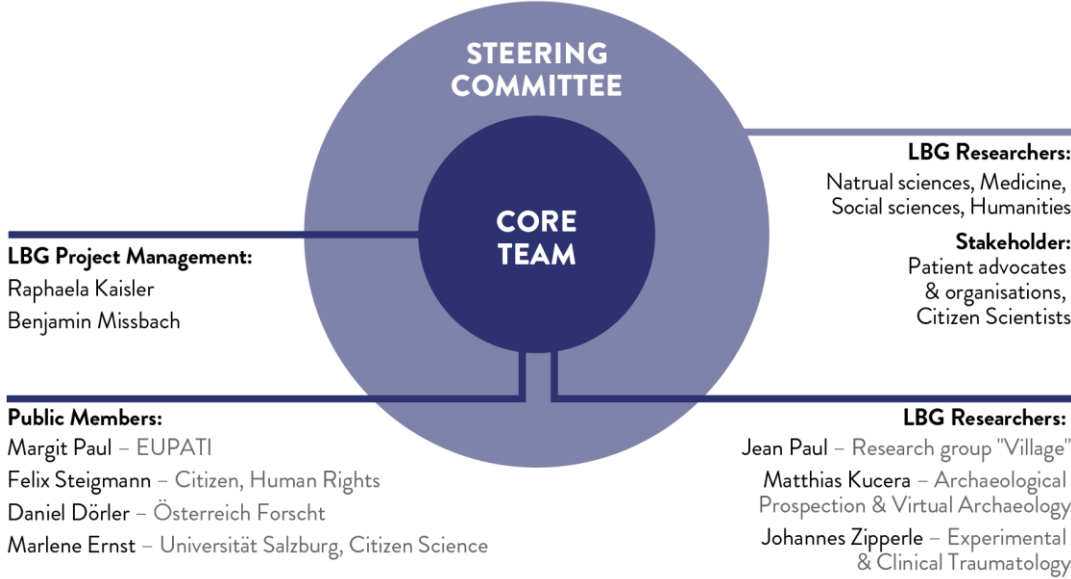 STEERING
COMMITTEE
CORE
TEAM
LBG Researchers:
Natrual sciences, Medicine,
Social sciences, Humanities
Stakeholder:
Patient advocates
& organisations,
Citizen Scientists
LBG Project Management:
Raphaela Kaisler
Benjamin Missbach
Public Members:
Margit Paul – EUPATI
Felix Steigmann – Citizen, Human Rights
Daniel Dörler – Österreich Forscht
Marlene Ernst – Universität Salzburg, Citizen Science
LBG Researchers:
Jean Paul – Research group "Village"
Matthias Kucera – Archaeological
Prospection & Virtual Archaeology
Johannes Zipperle – Experimental
& Clinical Traumatology